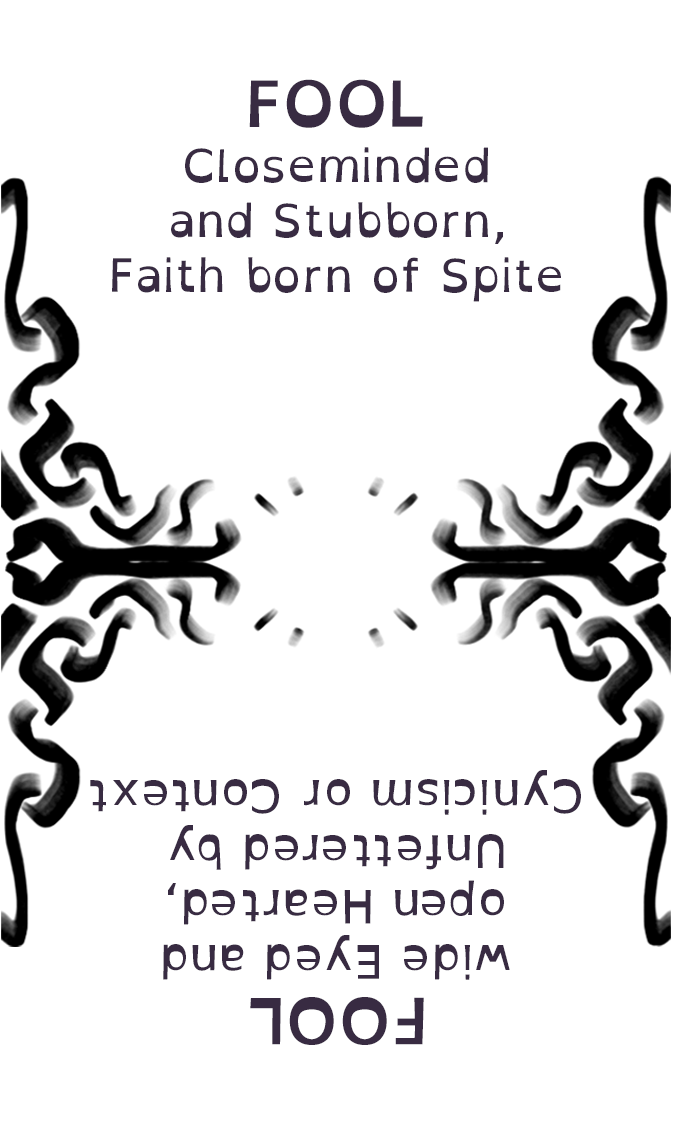 FOOL
Closeminded
and Stubborn,
Faith born of Spite
FOOL
wide Eyed and
open Hearted,
Unfettered by
Cynicism or Context